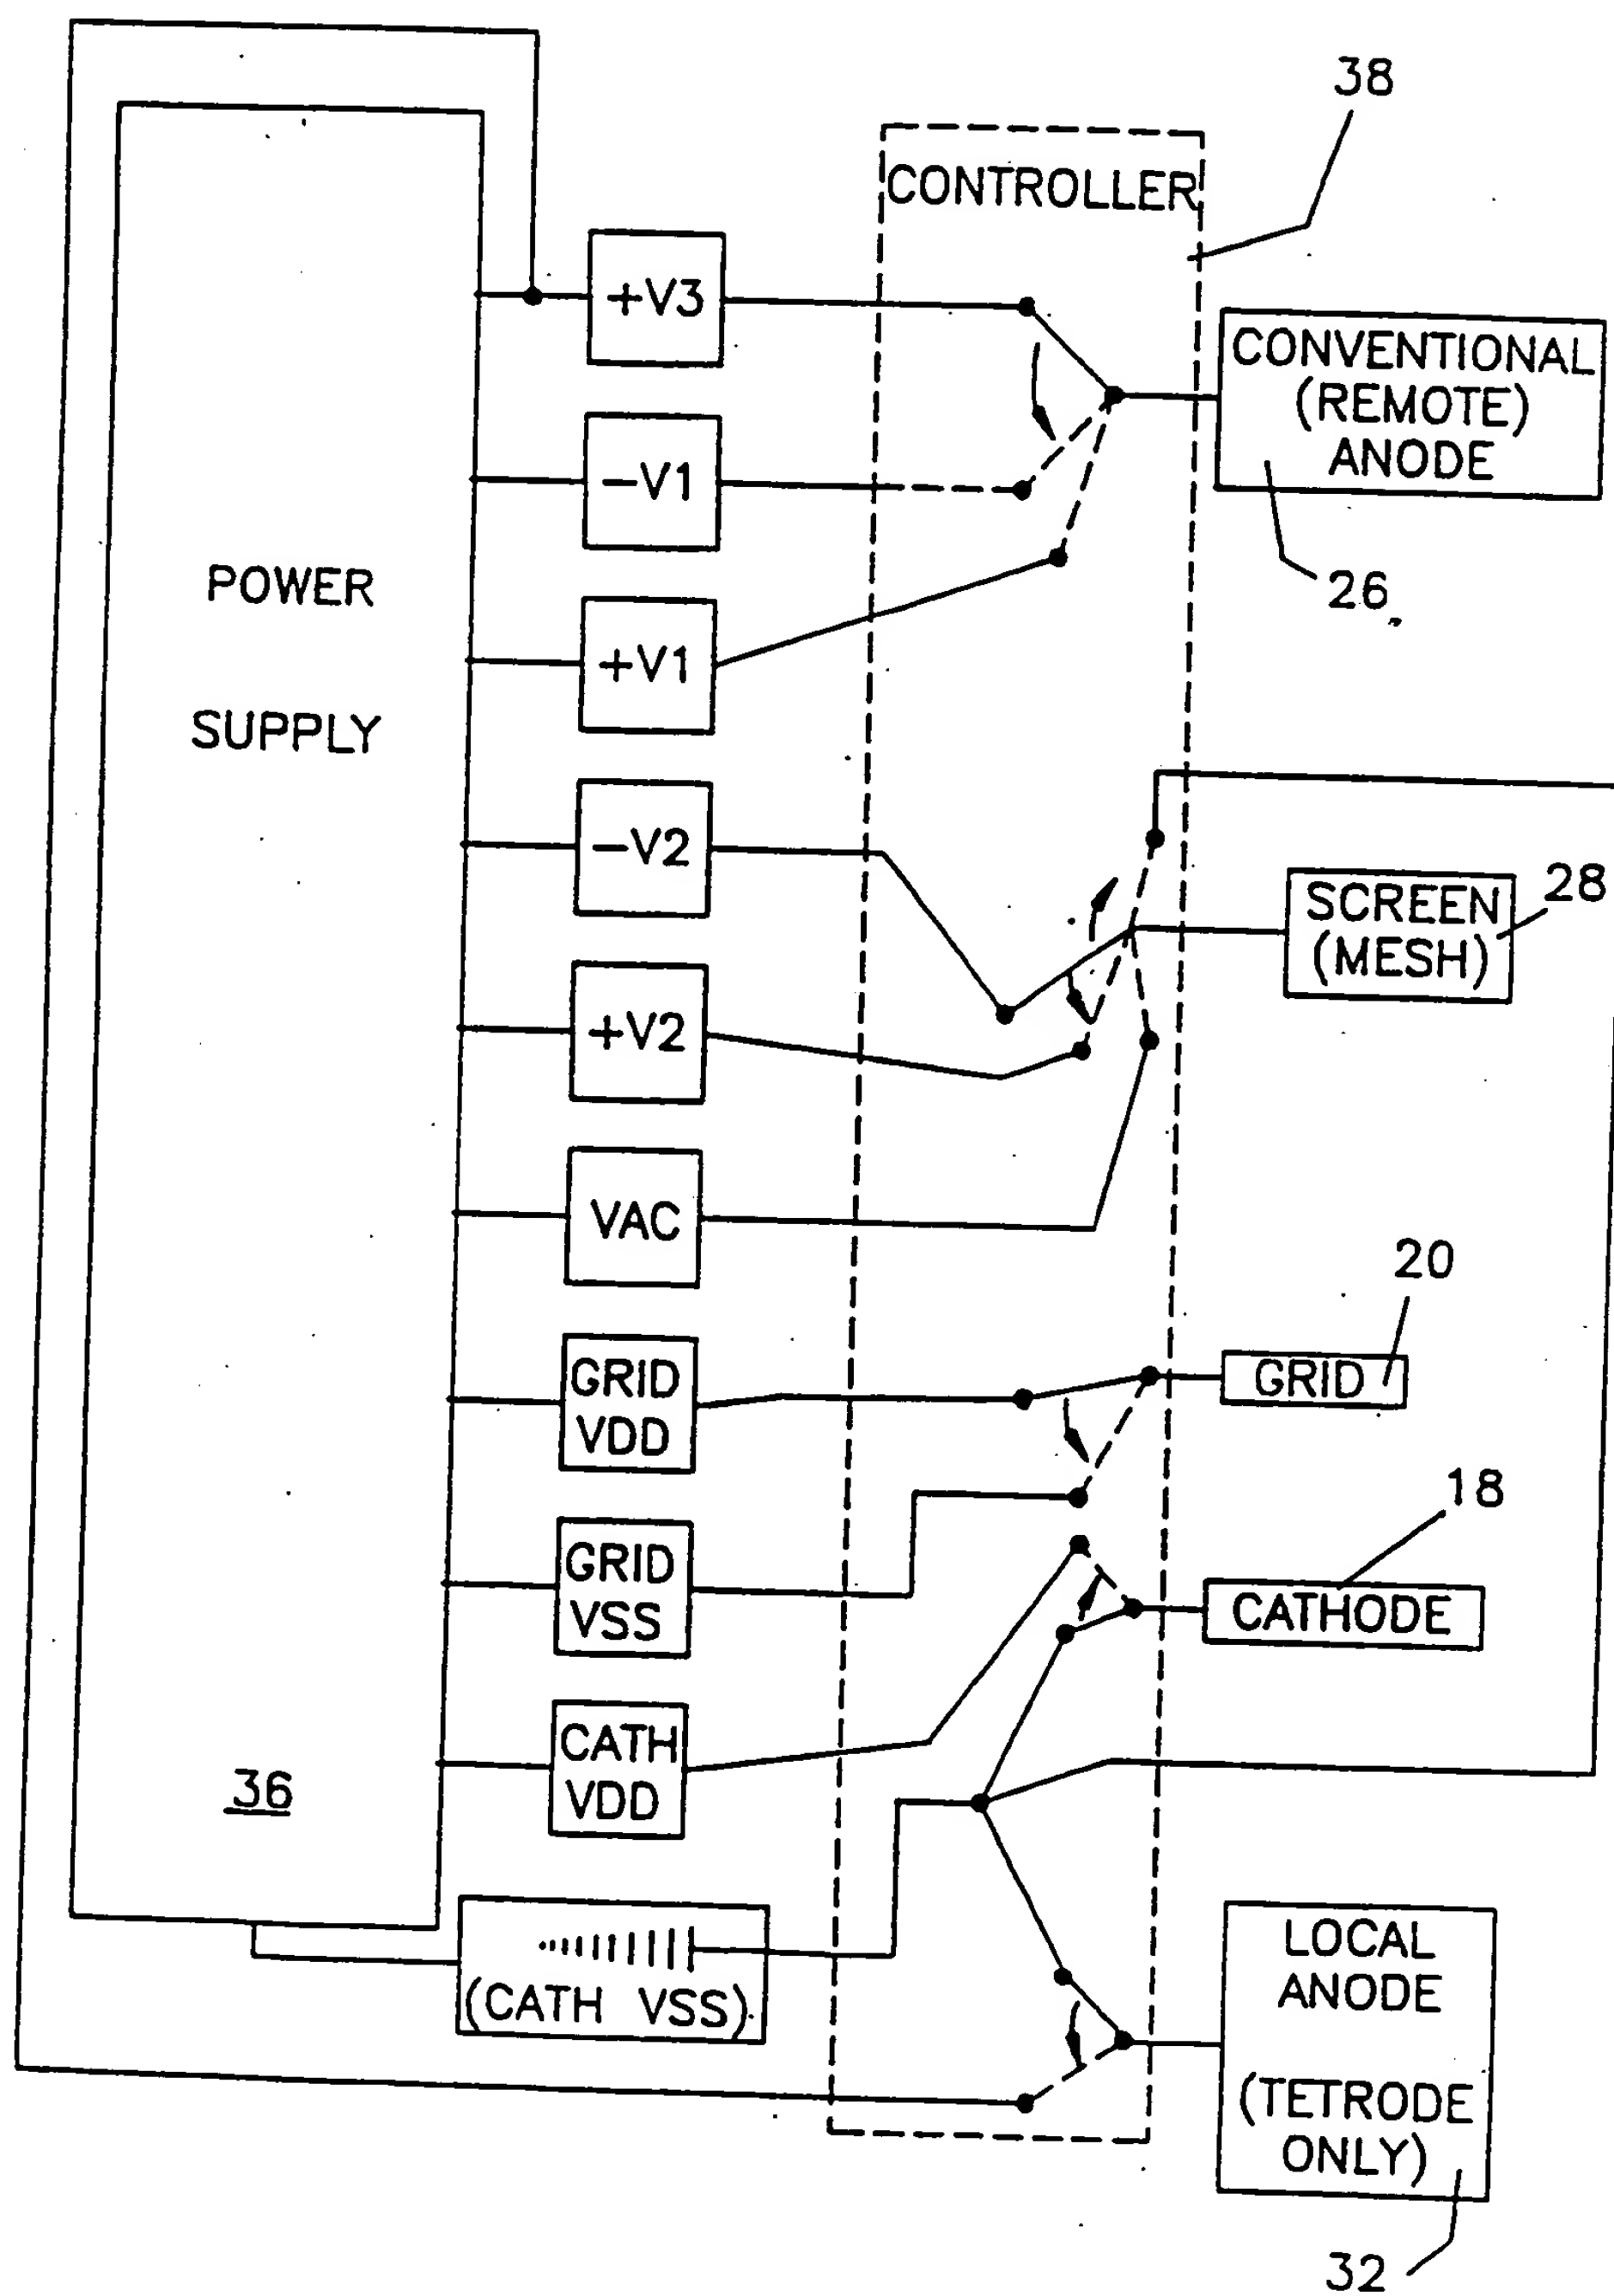 38
CONTROLLER
+V3
CONVENTIONAL
(REMOTE)
ANODE
-V1
26
POWER
SUPPLY
+V1
-V2
SCREEN
(MESH)
28
+V2
VAC
20
GRID
VDD
GRID
18
GRID
VSS
CATHODE
CATH
VDD
36
(CATH VSS)
LOCAL
ANODE
(TETRODE
ONLY)
32